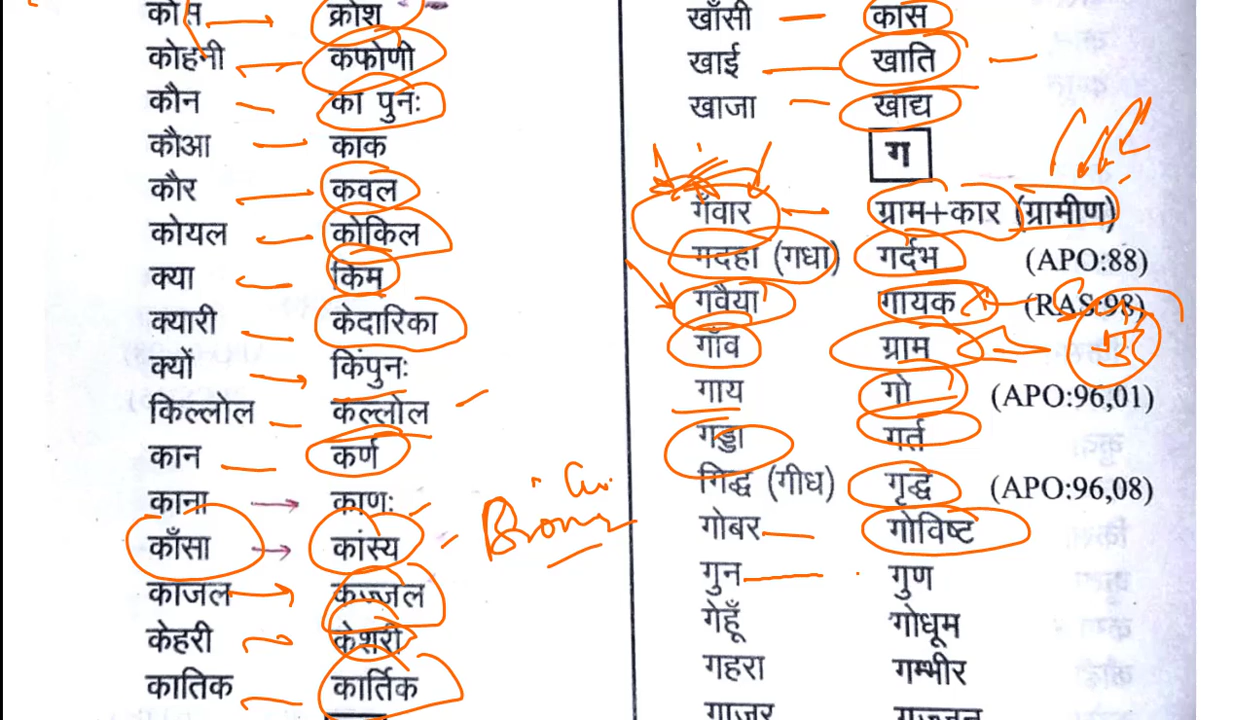 कोस क्रोश
कोहनी कफोणी
कौन का पुनः
कौआ काक
कौर कवल
कोयल कोकिल
क्या किम
क्यारी केदारिका
क्यों किंपुनः
किल्लोल कल्लोल
कान कर्ण
काना काणः
काँसा कांस्य
काजल कज्जल
केहरी केशरी
कातिक कार्तिक
खाँसी कास
खाई खाति
खाजा खाद्य
ग
गँवार ग्राम+कार (ग्रामीण)
गदहा (गधा) गर्दभ (APO:88)
गवैया गायक (RAS:98)
गाँव ग्राम
गाय गो (APO:96,01)
गड्डा गर्त
गिद्ध (गीध) गृद्ध (APO:96,08)
गोबर गोविष्ट
गुन गुण
गेहूँ गोधूम
गहरा गम्भीर
गाजर